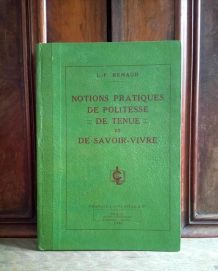 L.-F. RENAUD
NOTIONS PRATIQUES
DE POLITESSE
= DE TENUE =
ET
DE SAVOIR-VIVRE